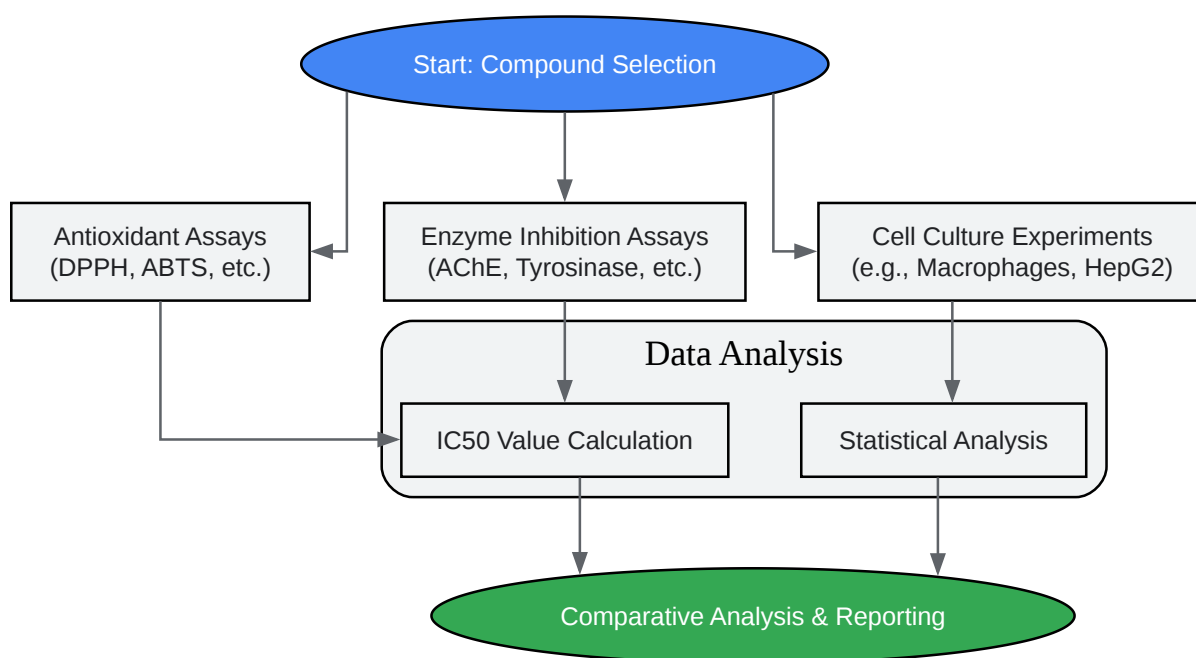 Start: Compound Selection
Antioxidant Assays
(DPPH, ABTS, etc.)
Enzyme Inhibition Assays
(AChE, Tyrosinase, etc.)
Cell Culture Experiments
(e.g., Macrophages, HepG2)
Data Analysis
IC50 Value Calculation
Statistical Analysis
Comparative Analysis & Reporting